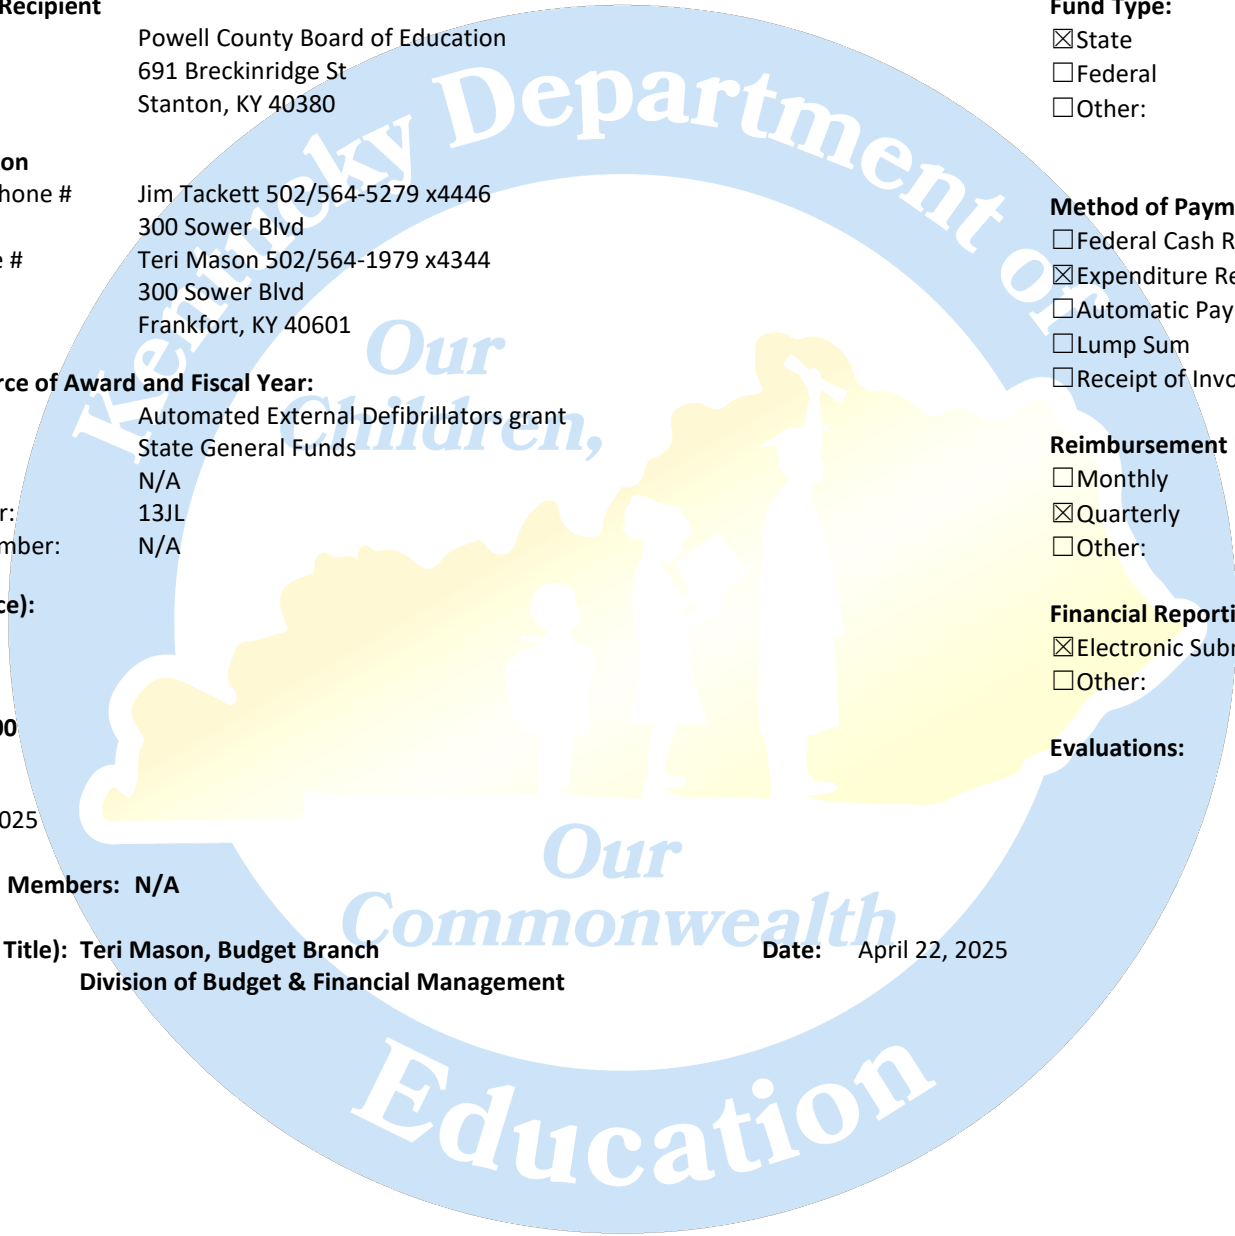 Recipient
Powell County Board of Education
691 Breckinridge St
Stanton, KY 40380
on
hone #
Jim Tackett 502/564-5279 x4446
300 Sower Blvd
e #
Teri Mason 502/564-1979 x4344
300 Sower Blvd
Frankfort, KY 40601
rce of Award and Fiscal Year:
Automated External Defibrillators grant
State General Funds
N/A
r: 13JL
mber: N/A
ce):
00
025
Members: N/A
Title): Teri Mason, Budget Branch
Division of Budget & Financial Management
Date: April 22, 2025
Fund Type:
☒State
☐Federal
☐Other:
Method of Paym
☐Federal Cash R
☒Expenditure Re
☐Automatic Pay
☐Lump Sum
☐Receipt of Invo
Reimbursement
☐Monthly
☒Quarterly
☐Other:
Financial Reporti
☒Electronic Subr
☐Other:
Evaluations:
Kentucky Department of
Education
Our
Children,
Our
Commonwealth